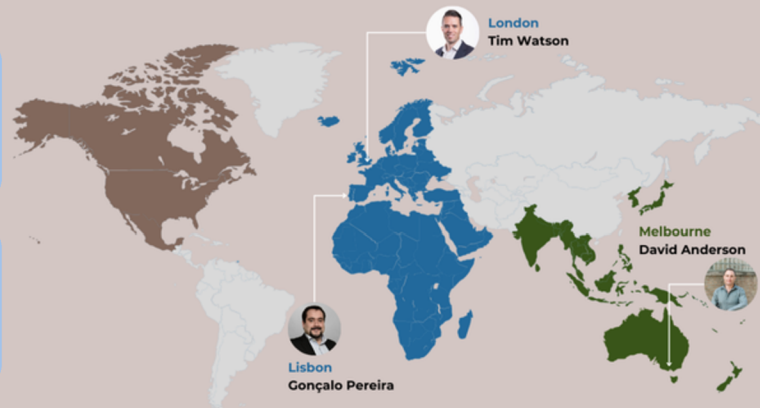 London
Tim Watson
Melbourne
David Anderson
Lisbon
Gonçalo Pereira